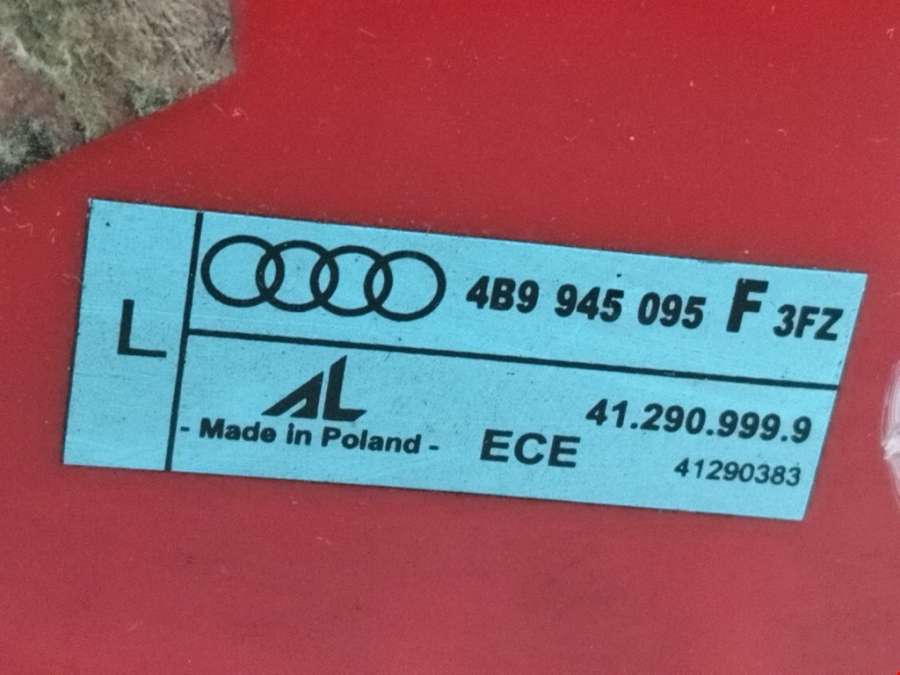 L
4B9 945 095 F 3FZ
AL
- Made in Poland -
ECE
41.290.999.9
41290383